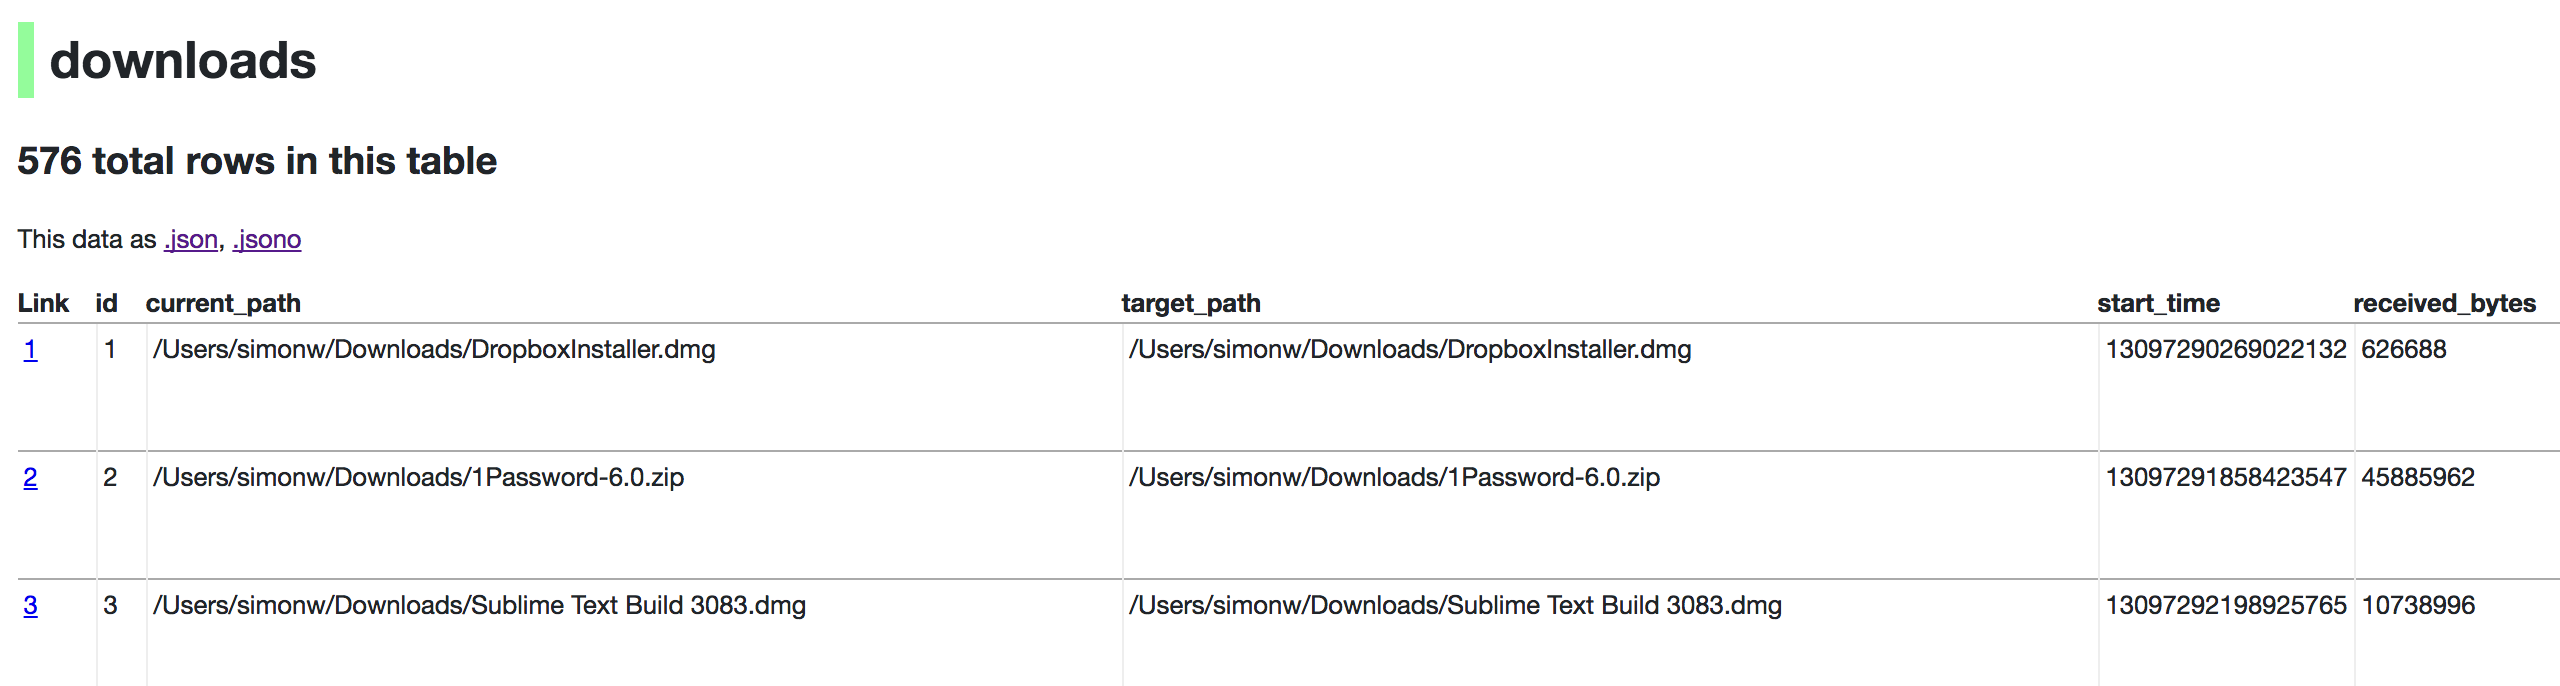 downloads
576 total rows in this table
This data as .json, .jsono
Link id current_path target_path start_time received_bytes
1 1 /Users/simonw/Downloads/DropboxInstaller.dmg /Users/simonw/Downloads/DropboxInstaller.dmg 13097290269022132 626688
2 2 /Users/simonw/Downloads/1Password-6.0.zip /Users/simonw/Downloads/1Password-6.0.zip 13097291858423547 45885962
3 3 /Users/simonw/Downloads/Sublime Text Build 3083.dmg /Users/simonw/Downloads/Sublime Text Build 3083.dmg 13097292198925765 10738996